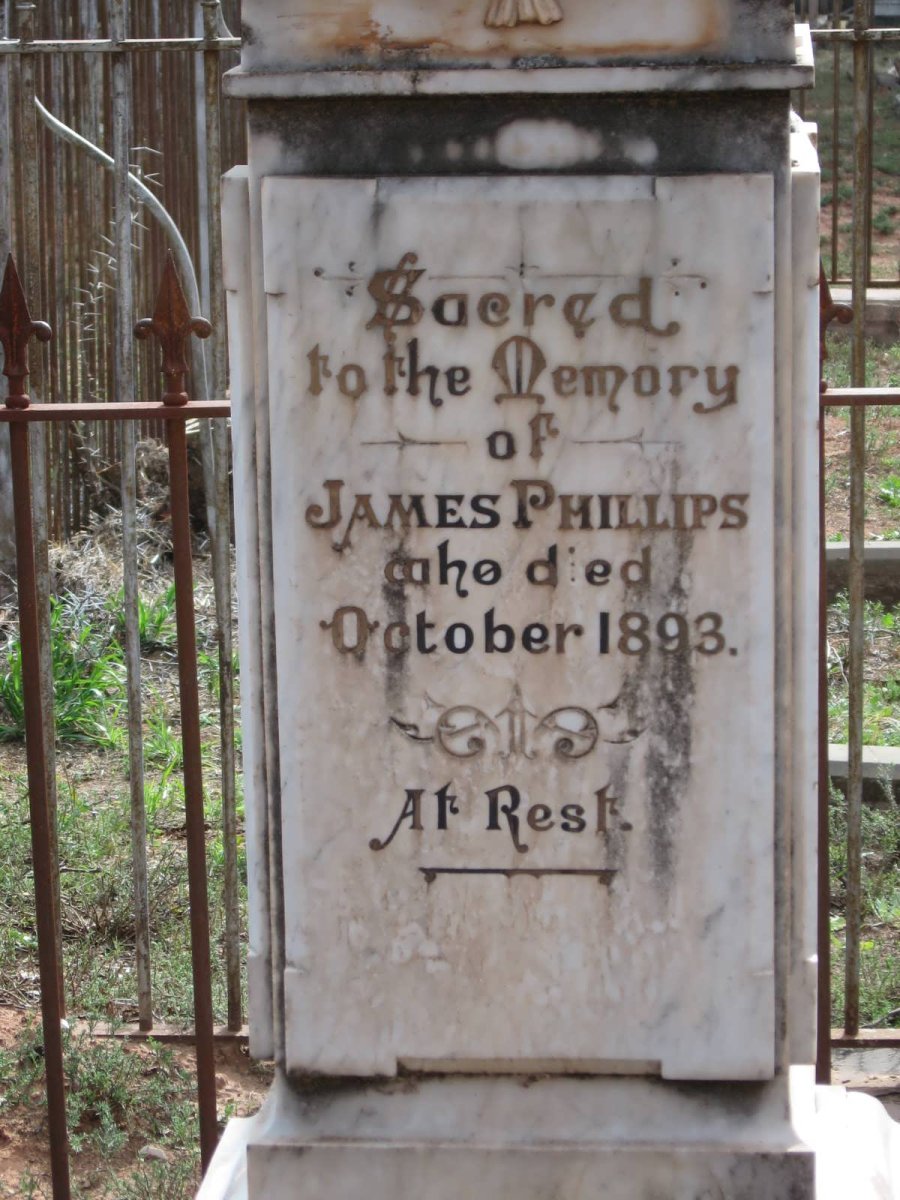 Sacred
to the Memory
of
JAMES PHILLIPS
who died
October 1893.
At Rest.